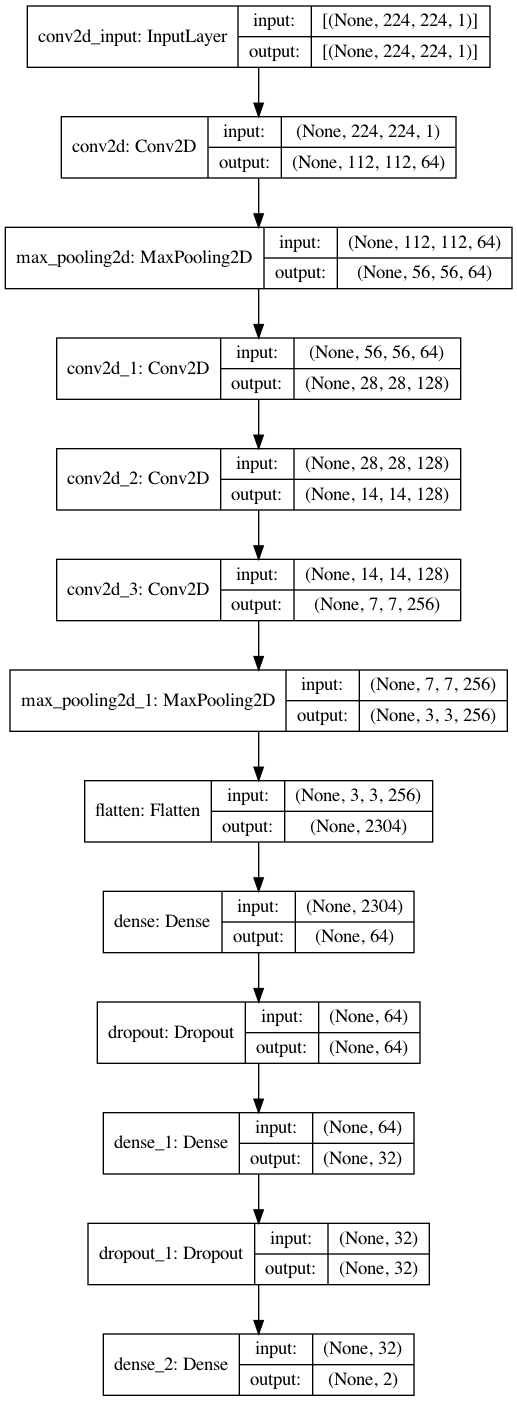 conv2d_input: InputLayer
input: [(None, 224, 224, 1)]
output: [(None, 224, 224, 1)]
conv2d: Conv2D
input: (None, 224, 224, 1)
output: (None, 112, 112, 64)
max_pooling2d: MaxPooling2D
input: (None, 112, 112, 64)
output: (None, 56, 56, 64)
conv2d_1: Conv2D
input: (None, 56, 56, 64)
output: (None, 28, 28, 128)
conv2d_2: Conv2D
input: (None, 28, 28, 128)
output: (None, 14, 14, 128)
conv2d_3: Conv2D
input: (None, 14, 14, 128)
output: (None, 7, 7, 256)
max_pooling2d_1: MaxPooling2D
input: (None, 7, 7, 256)
output: (None, 3, 3, 256)
flatten: Flatten
input: (None, 3, 3, 256)
output: (None, 2304)
dense: Dense
input: (None, 2304)
output: (None, 64)
dropout: Dropout
input: (None, 64)
output: (None, 64)
dense_1: Dense
input: (None, 64)
output: (None, 32)
dropout_1: Dropout
input: (None, 32)
output: (None, 32)
dense_2: Dense
input: (None, 32)
output: (None, 2)